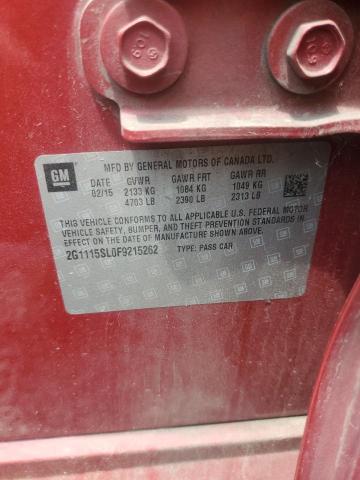 GM
MFD BY GENERAL MOTORS OF CANADA LTD.
DATE GVWR GAWR FRT GAWR RR
02/15 2133 KG 1084 KG 1049 KG
4703 LB 2390 LB 2313 LB
THIS VEHICLE CONFORMS TO ALL APPLICABLE U.S. FEDERAL MOTOR
VEHICLE SAFETY, BUMPER, AND THEFT PREVENTION STANDARDS IN
EFFECT ON THE DATE OF MANUFACTURE SHOWN ABOVE.
2G1115SL0F9215262 TYPE: PASS CAR